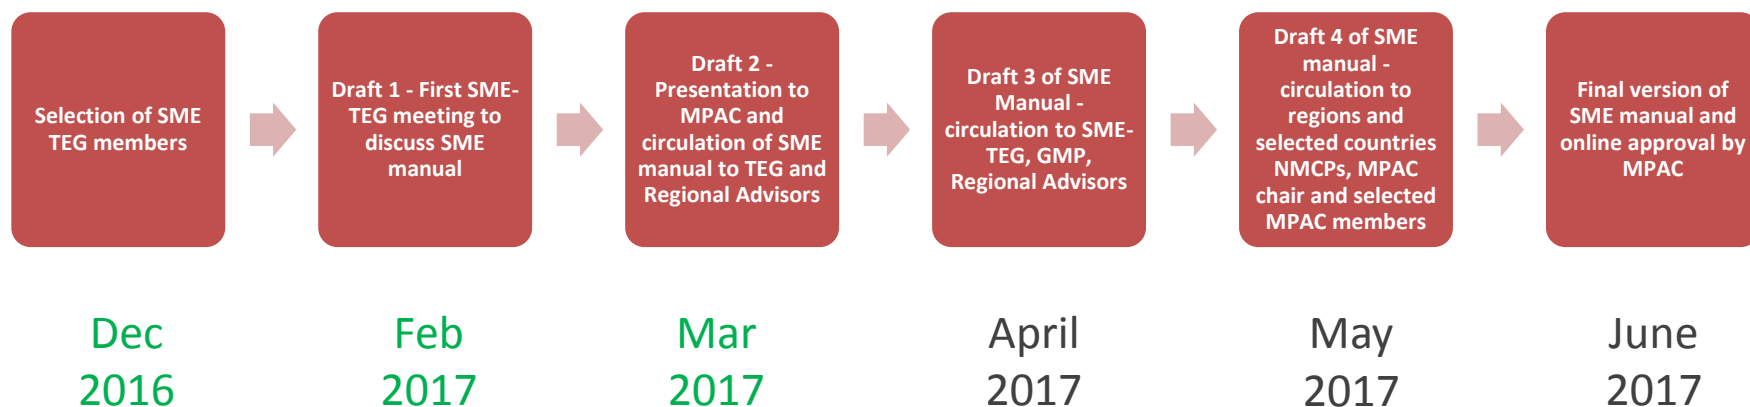 Selection of SME
TEG members
Draft 1 - First SME-
TEG meeting to
discuss SME
manual
Draft 2 -
Presentation to
MPAC and
circulation of SME
manual to TEG and
Regional Advisors
Draft 3 of SME
Manual -
circulation to SME-
TEG, GMP,
Regional Advisors
Draft 4 of SME
manual -
circulation to
regions and
selected countries
NMCPs, MPAC
chair and selected
MPAC members
Final version of
SME manual and
online approval by
MPAC
Dec
2016
Feb
2017
Mar
2017
April
2017
May
2017
June
2017